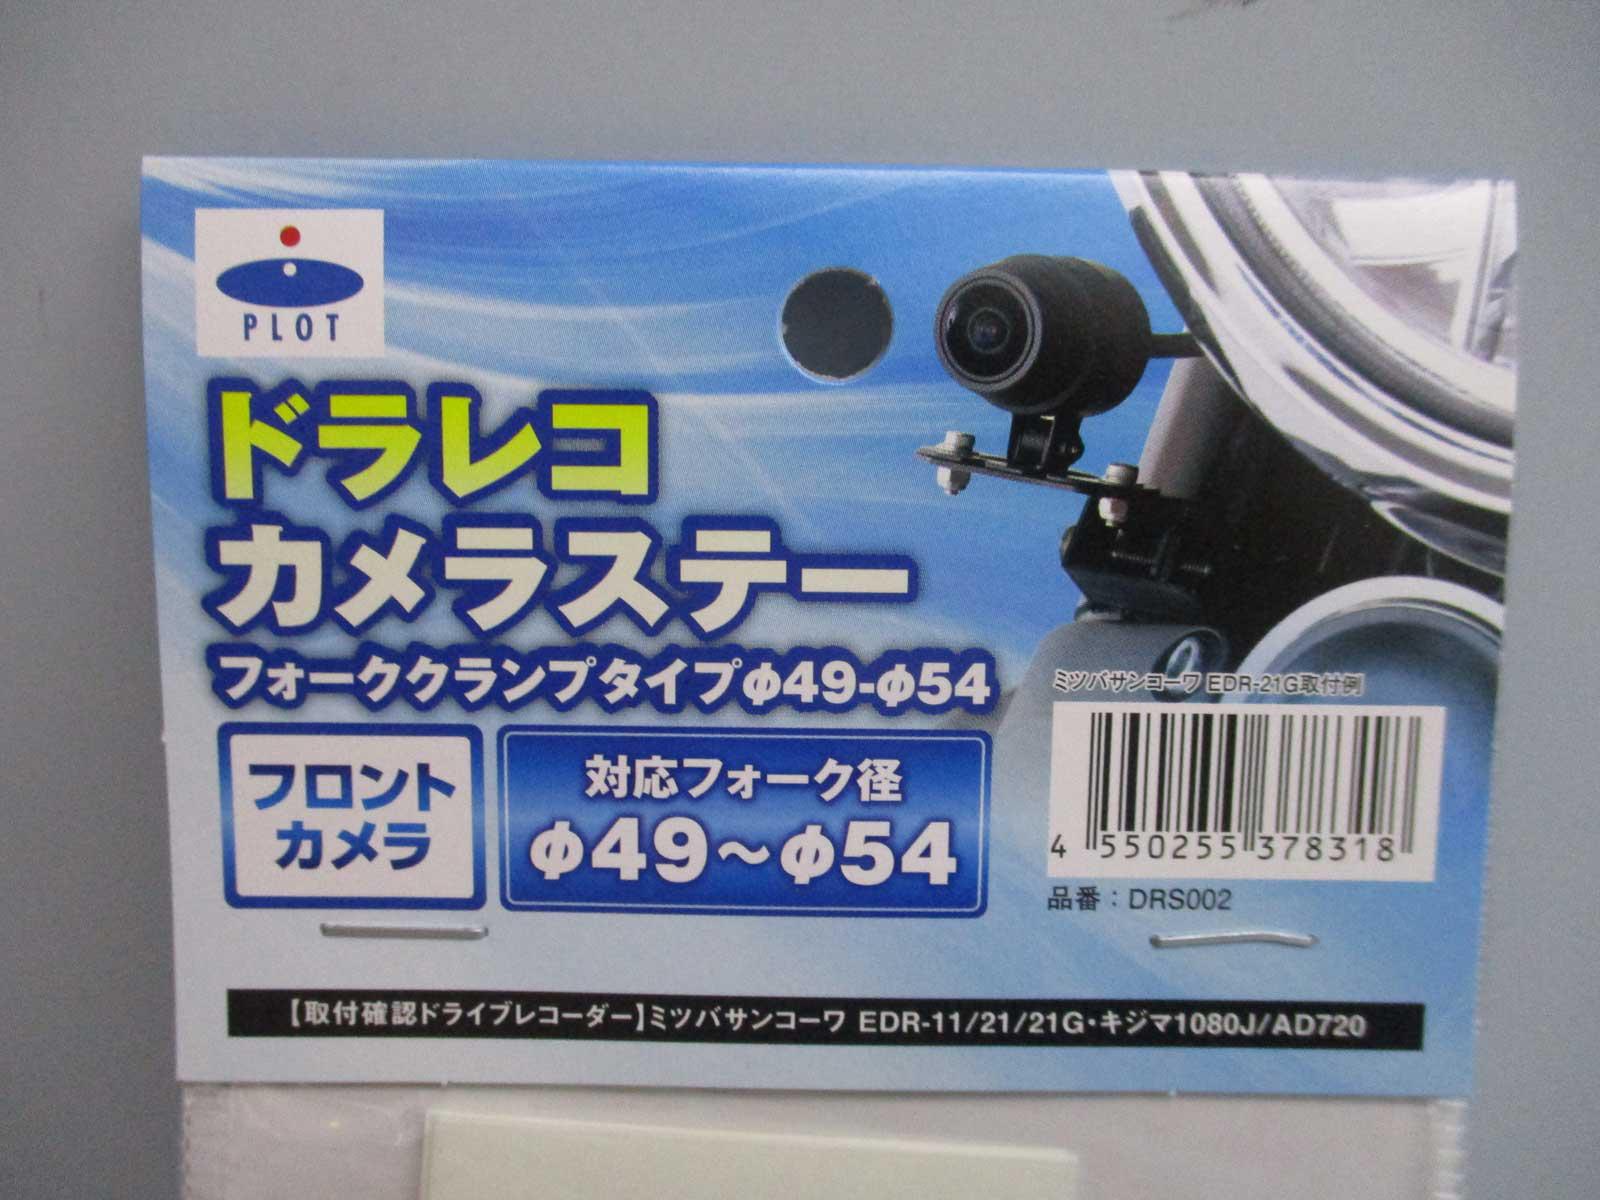 PLOT
ドラレコ
カメラステー
フォーククランプタイプφ49-φ54
フロント
カメラ
対応フォーク径
φ49～φ54
ミツバサンコーワ EDR-21G取付例
4 550255 378318
品番：DRS002
【取付確認ドライブレコーダー】ミツバサンコーワ EDR-11/21/21G・キジマ1080J/AD720